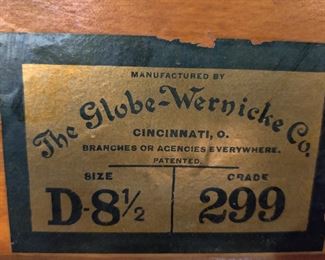 MANUFACTURED BY
The Globe-Wernicke Co.
CINCINNATI, O.
BRANCHES OR AGENCIES EVERYWHERE.
PATENTED.
SIZE GRADE
D-8½ 299